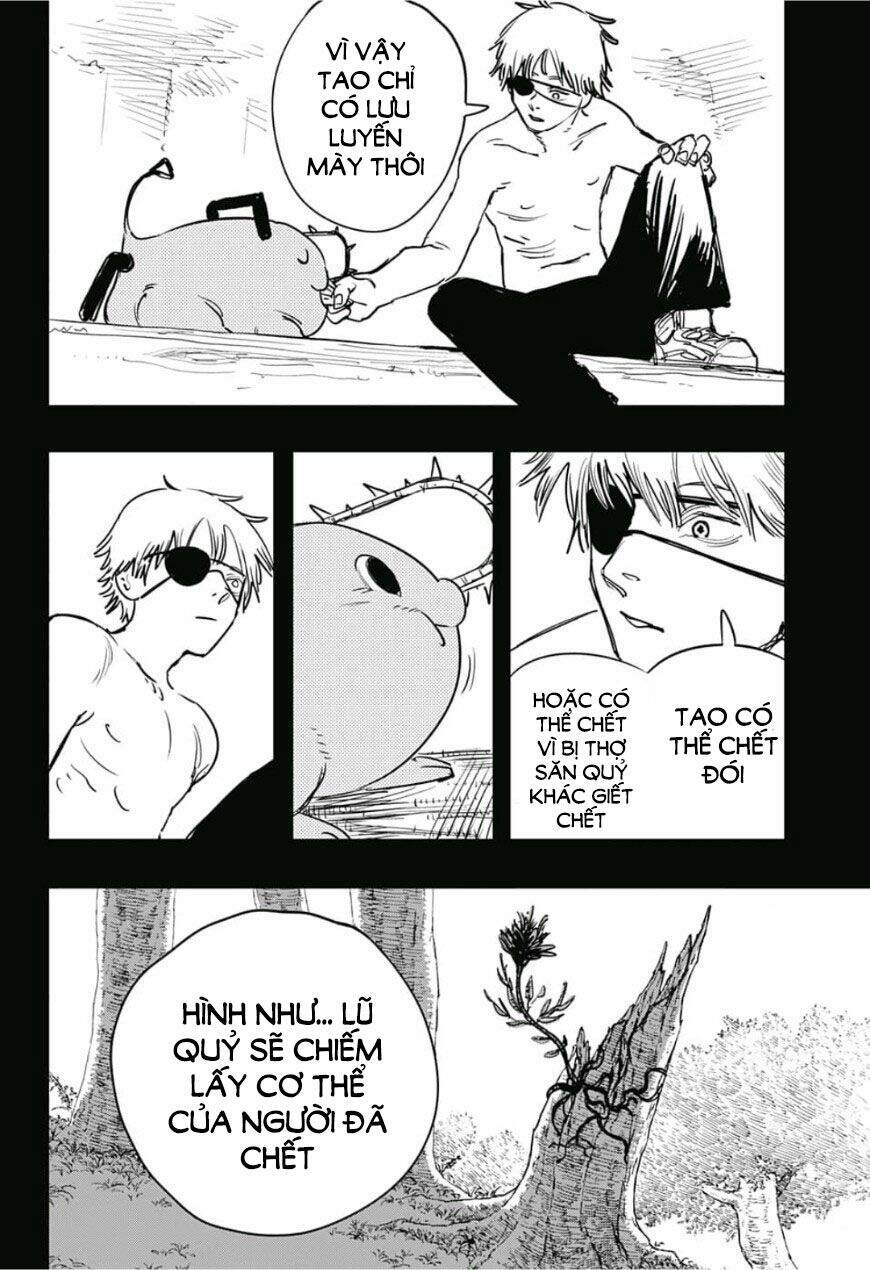 VÌ VẬY
TAO CHỈ
CÓ LƯU
LUYẾN
MÀY THÔI
TAO CÓ
THỂ CHẾT
ĐÓI
HOẶC CÓ
THỂ CHẾT
VÌ BỊ THỢ
SĂN QUỶ
KHÁC GIẾT
CHẾT
HÌNH NHƯ... LŨ
QUỶ SẼ CHIẾM
LẤY CƠ THỂ
CỦA NGƯỜI ĐÃ
CHẾT